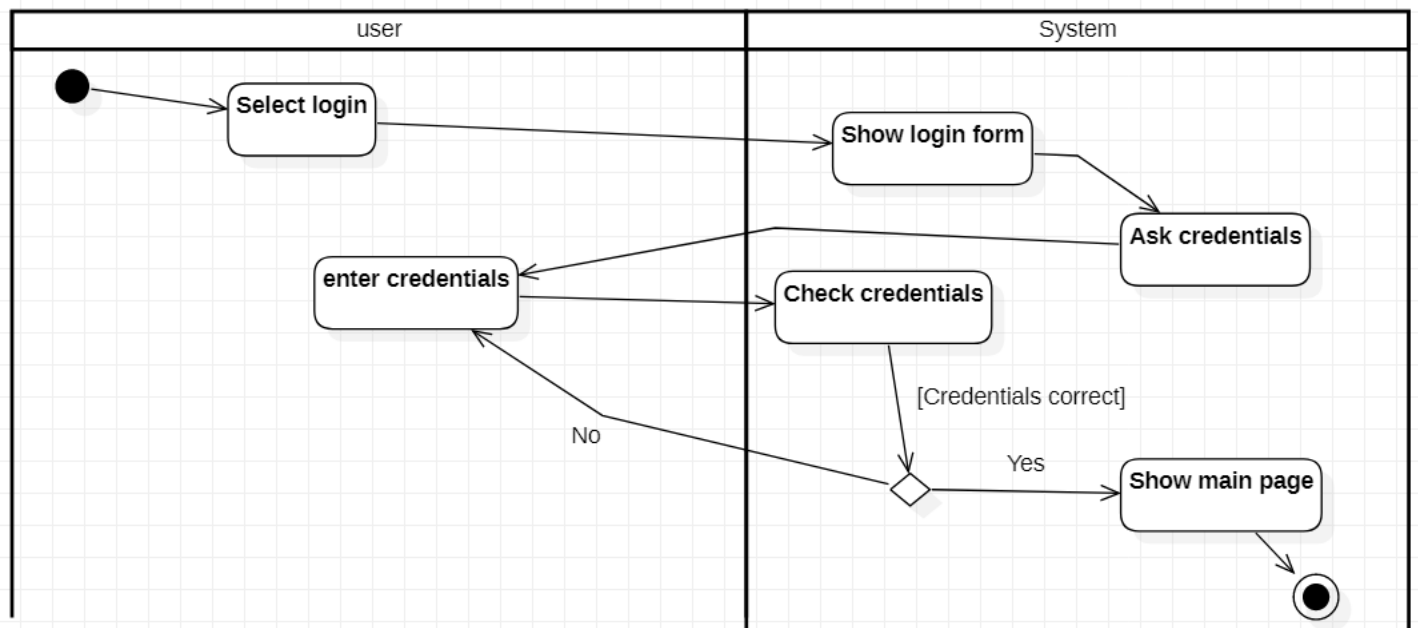 user
System
Select login
Show login form
Ask credentials
enter credentials
Check credentials
[Credentials correct]
No
Yes
Show main page